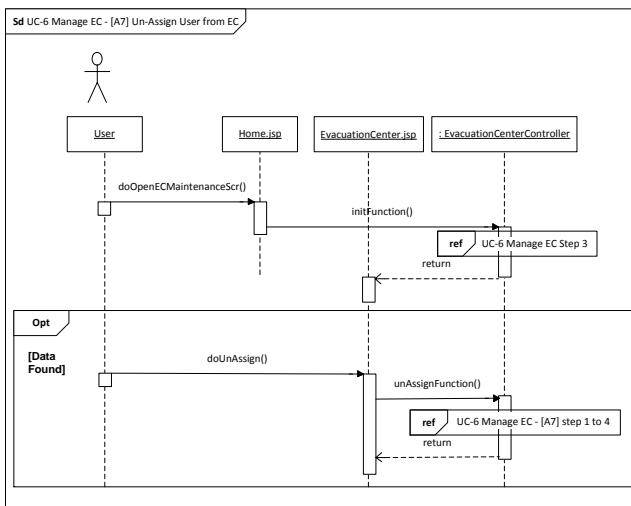 Sd UC-6 Manage EC - [A7] Un-Assign User from EC
User
Home.jsp
EvacuationCenter.jsp
: EvacuationCenterController
doOpenECMaintenanceScr()
initFunction()
ref UC-6 Manage EC Step 3
return
Opt
[Data
Found]
doUnAssign()
unAssignFunction()
ref UC-6 Manage EC - [A7] step 1 to 4
return